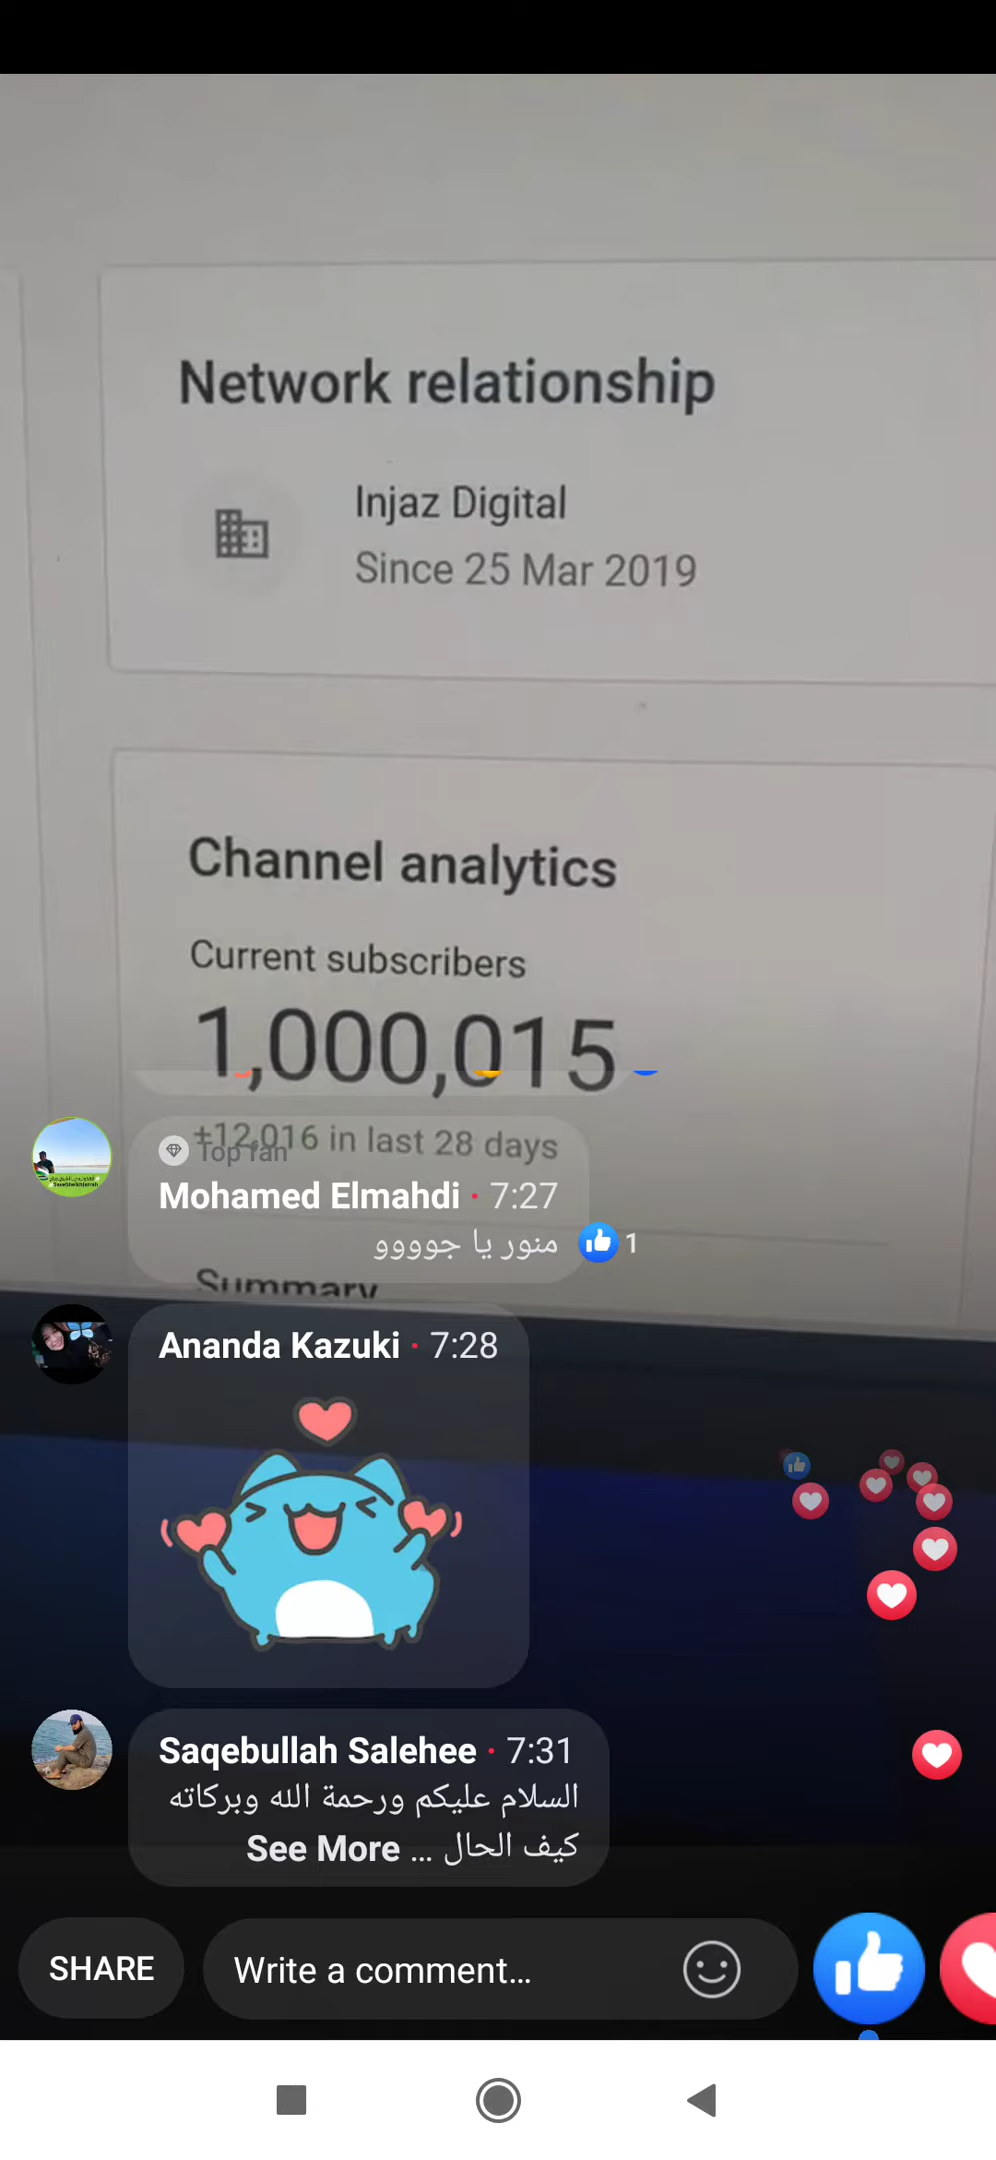 Network relationship
Injaz Digital
Since 25 Mar 2019
Channel analytics
Current subscribers
1,000,015
+12,016 in last 28 days
Top fan
Mohamed Elmahdi • 7:27
منور يا جوووو
1
Summary
Ananda Kazuki • 7:28
Saqebullah Salehee • 7:31
السلام عليكم ورحمة الله وبركاته
كيف الحال ... See More
SHARE
Write a comment...